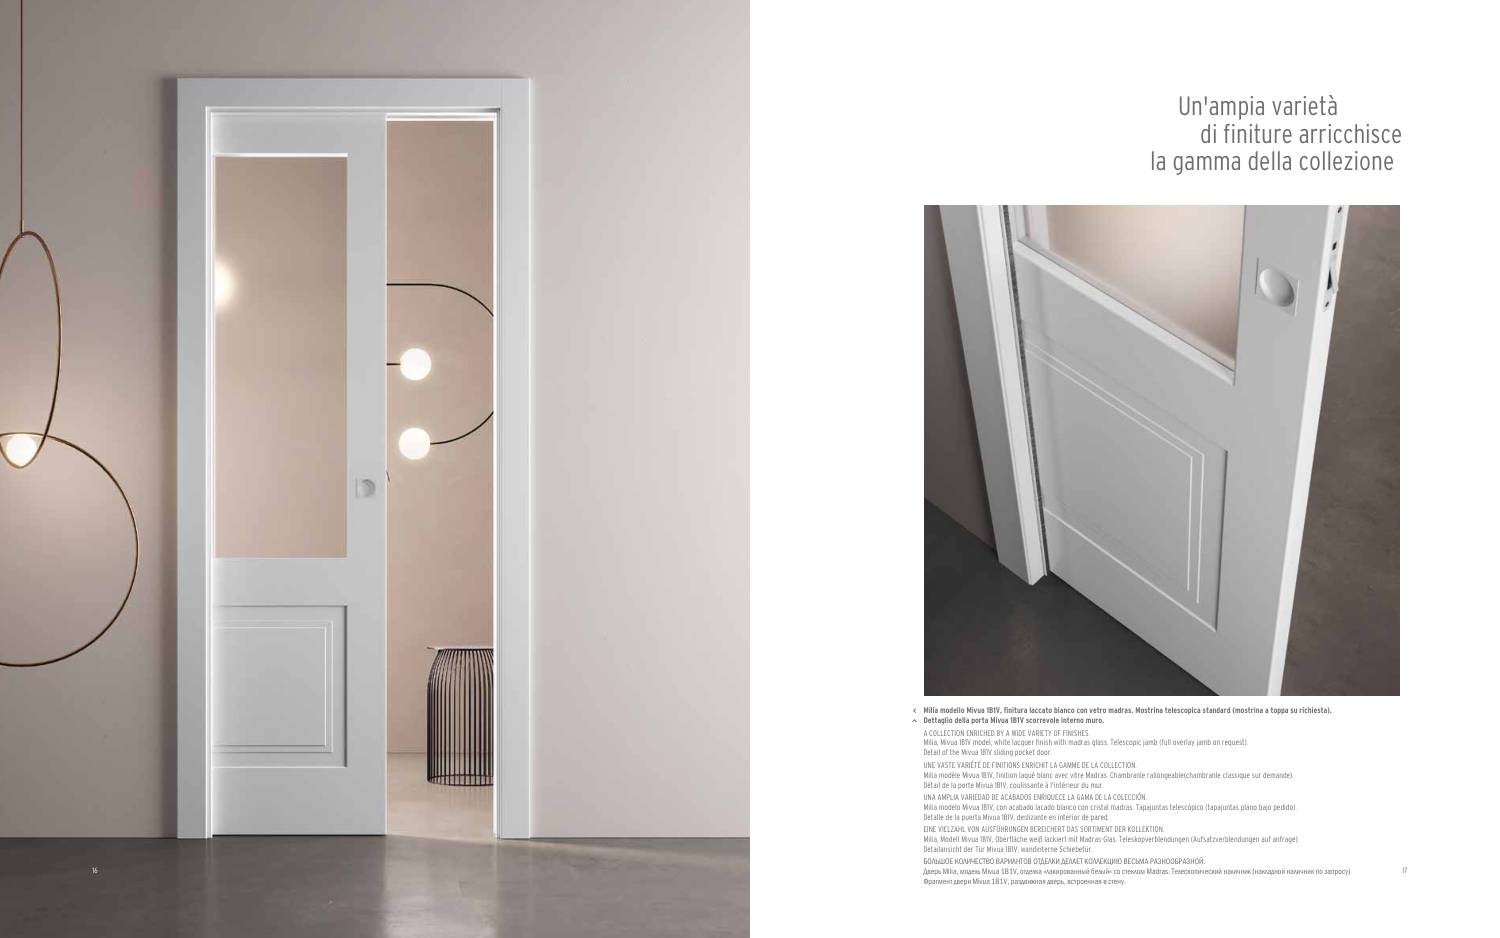 Un'ampia varietà
di finiture arricchisce
la gamma della collezione
< Milia modello Mivua 1B1V, finitura laccato bianco con vetro madras. Mostrina telescopica standard (mostrina a toppa su richiesta).
^ Dettaglio della porta Mivua 1B1V scorrevole interno muro.
A COLLECTION ENRICHED BY A WIDE VARIETY OF FINISHES.
Milia, Mivua 1B1V model, white lacquer finish with madras glass. Telescopic jamb (full overlay jamb on request).
Detail of the Mivua 1B1V sliding pocket door.
UNE VASTE VARIÉTÉ DE FINITIONS ENRICHIT LA GAMME DE LA COLLECTION.
Milia modèle Mivua 1B1V, finition laqué blanc avec vitre Madras. Chambranle rallongeable(chambranle classique sur demande).
Détail de la porte Mivua 1B1V, coulissante à l'intérieur du mur.
UNA AMPLIA VARIEDAD DE ACABADOS ENRIQUECE LA GAMA DE LA COLECCIÓN.
Milia modelo Mivua 1B1V, con acabado lacado blanco con cristal madras. Tapajuntas telescópico (tapajuntas plano bajo pedido).
Detalle de la puerta Mivua 1B1V, deslizante en interior de pared.
EINE VIELZAHL VON AUSFÜHRUNGEN BEREICHERT DAS SORTIMENT DER KOLLEKTION.
Milia, Modell Mivua 1B1V, Oberfläche weiß lackiert mit Madras-Glas. Teleskopverblendungen (Aufsatzverblendungen auf anfrage).
Detailansicht der Tür Mivua 1B1V, wandinterne Schiebetür.
БОЛЬШОЕ КОЛИЧЕСТВО ВАРИАНТОВ ОТДЕЛКИ ДЕЛАЕТ КОЛЛЕКЦИЮ ВЕСЬМА РАЗНООБРАЗНОЙ.
Дверь Milia, модель Mivua 1B1V, отделка «лакированный белый» со стеклом Madras. Телескопический наличник (накладной наличник по запросу).
Фрагмент двери Mivua 1B1V, раздвижная дверь, встроенная в стену.
16
17